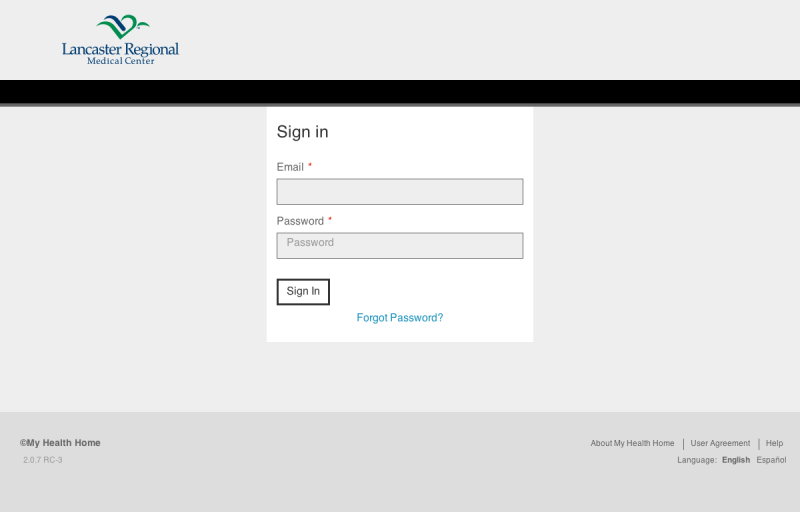 Lancaster Regional
Medical Center
Sign in
Email *
Password *
Password
Sign In
Forgot Password?
©My Health Home
About My Health Home | User Agreement | Help
2.0.7 RC-3
Language: English Español